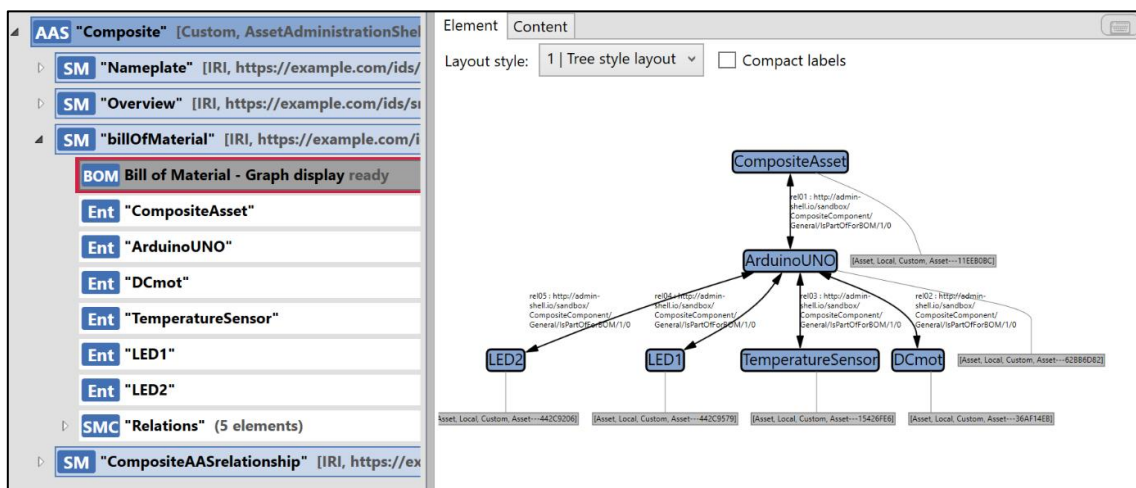 AAS "Composite" [Custom, AssetAdministrationShel
SM "Nameplate" [IRI, https://example.com/ids/
SM "Overview" [IRI, https://example.com/ids/sr
SM "billOfMaterial" [IRI, https://example.com/i
BOM Bill of Material - Graph display ready
Ent "CompositeAsset"
Ent "ArduinoUNO"
Ent "DCmot"
Ent "TemperatureSensor"
Ent "LED1"
Ent "LED2"
SMC "Relations" (5 elements)
SM "CompositeAASrelationship" [IRI, https://ex
Element Content
Layout style: 1 | Tree style layout Compact labels
CompositeAsset
rel01 : http://admin-
shell.io/sandbox/
CompositeComponent/
General/IsPartOfForBOM/1/0
[Asset, Local, Custom, Asset---11EEB0BC]
ArduinoUNO
rel05 : http://admin-
shell.io/sandbox/
CompositeComponent/
General/IsPartOfForBOM/1/0
rel04 : http://admin-
shell.io/sandbox/
CompositeComponent/
General/IsPartOfForBOM/1/0
rel03 : http://admin-
shell.io/sandbox/
CompositeComponent/
General/IsPartOfForBOM/1/0
rel02 : http://admin-
shell.io/sandbox/
CompositeComponent/
General/IsPartOfForBOM/1/0
LED2
LED1
TemperatureSensor
DCmot
[Asset, Local, Custom, Asset---62BB6D82]
Asset, Local, Custom, Asset---442C9206]
[Asset, Local, Custom, Asset---442C9579]
[Asset, Local, Custom, Asset---15426FE6]
[Asset, Local, Custom, Asset---36AF14EB]